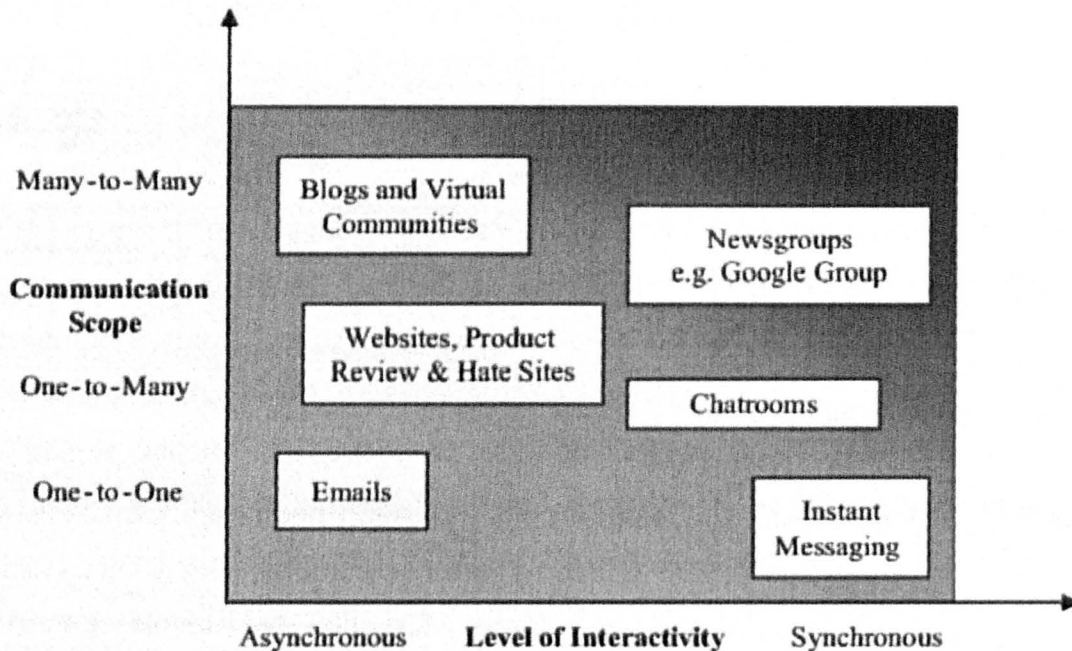 Many-to-Many
Blogs and Virtual
Communities
Newsgroups
e.g. Google Group
Communication
Scope
Websites, Product
Review & Hate Sites
One-to-Many
Chatrooms
One-to-One
Emails
Instant
Messaging
Asynchronous
Level of Interactivity
Synchronous